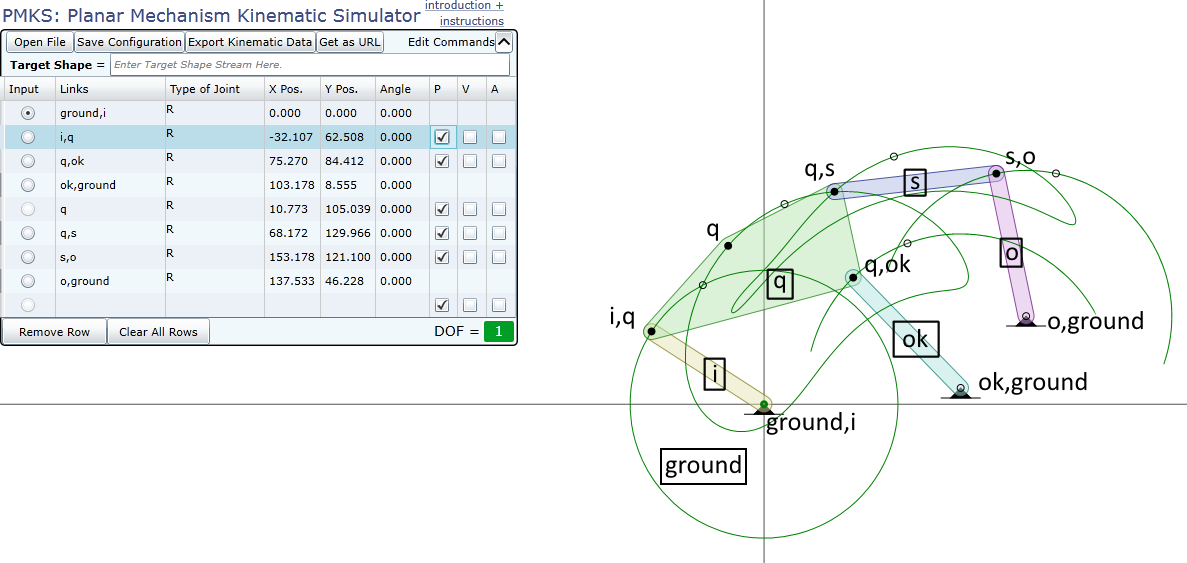 PMKS: Planar Mechanism Kinematic Simulator
introduction +
instructions
Open File Save Configuration Export Kinematic Data Get as URL Edit Commands
Target Shape = Enter Target Shape Stream Here.
Input Links Type of Joint X Pos. Y Pos. Angle P V A
ground,i R 0.000 0.000 0.000
i,q R -32.107 62.508 0.000
q,ok R 75.270 84.412 0.000
ok,ground R 103.178 8.555 0.000
q R 10.773 105.039 0.000
q,s R 68.172 129.966 0.000
s,o R 153.178 121.100 0.000
o,ground R 137.533 46.228 0.000
Remove Row Clear All Rows DOF = 1
s,o
q,s
s
q
o
q,ok
q
i,q
o,ground
ok
i
ok,ground
ground,i
ground